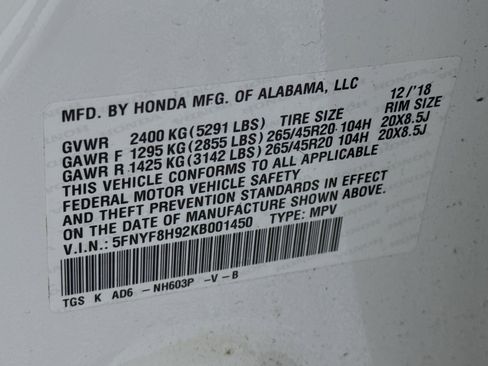 MFD. BY HONDA MFG. OF ALABAMA, LLC 12/'18
GVWR 2400 KG (5291 LBS) TIRE SIZE RIM SIZE
GAWR F 1295 KG (2855 LBS) 265/45R20 104H 20X8.5J
GAWR R 1425 KG (3142 LBS) 265/45R20 104H 20X8.5J
THIS VEHICLE CONFORMS TO ALL APPLICABLE
FEDERAL MOTOR VEHICLE SAFETY
AND THEFT PREVENTION STANDARDS IN EFFECT
ON THE DATE OF MANUFACTURE SHOWN ABOVE.
V.I.N.: 5FNYF8H92KB001450 TYPE: MPV
TGS K AD6 -NH603P -V-B